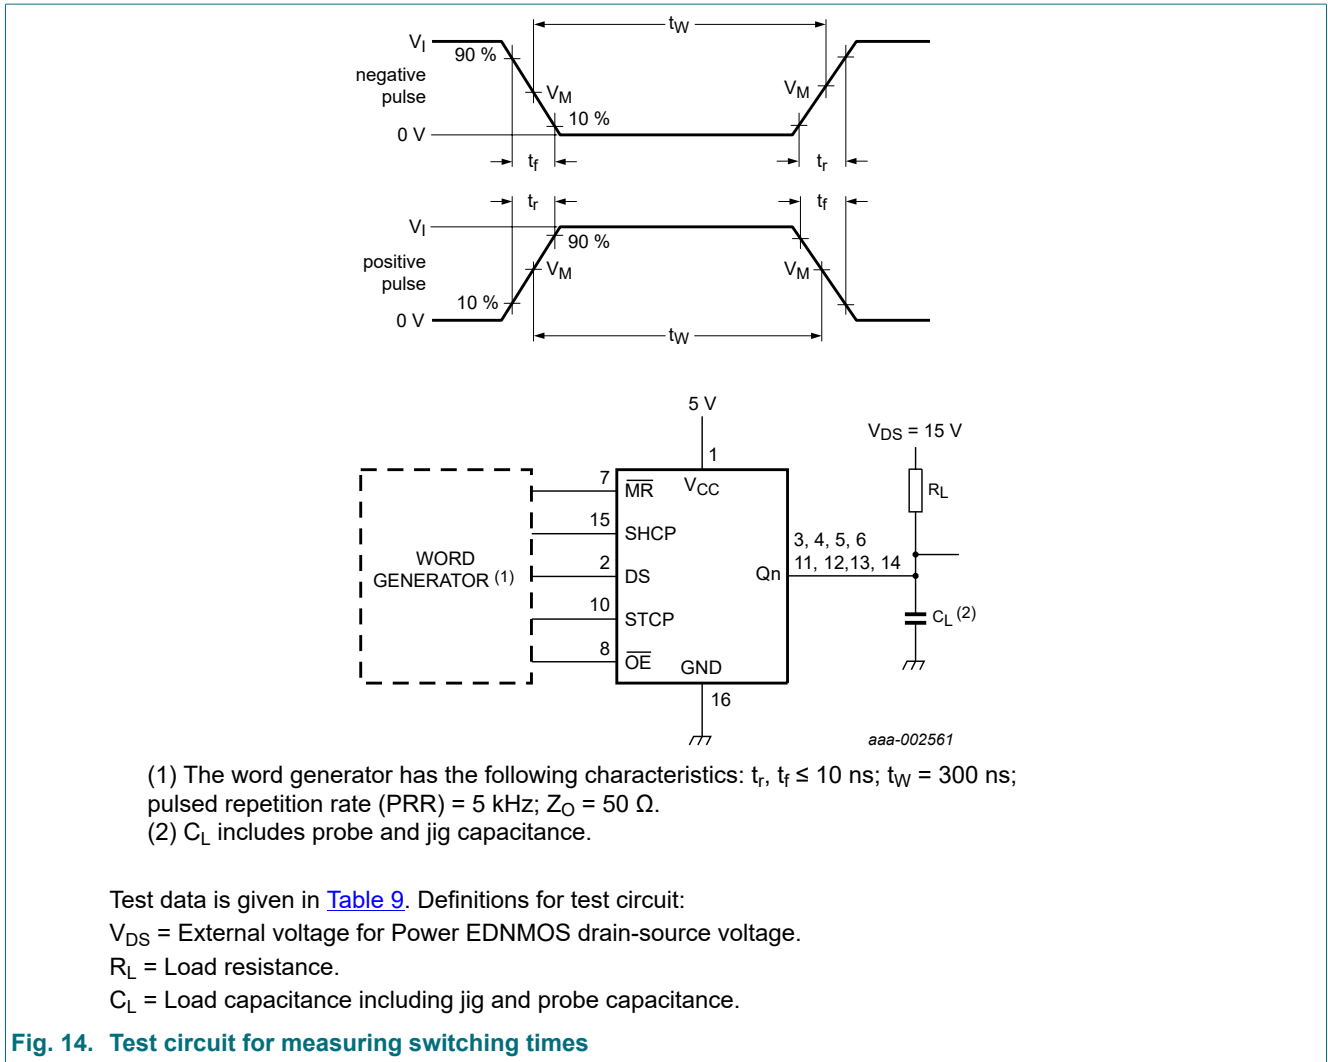 tW
VI
90 %
negative
pulse
VM
VM
10 %
0 V
tf
tr
tr
tf
VI
90 %
positive
pulse
VM
VM
10 %
0 V
tW
5 V
VDS = 15 V
1
7
MR
VCC
RL
15
SHCP
3, 4, 5, 6
WORD
GENERATOR (1)
2
DS
Qn
11, 12,13, 14
10
STCP
CL (2)
8
OE
GND
16
aaa-002561
(1) The word generator has the following characteristics: tr, tf ≤ 10 ns; tW = 300 ns;
pulsed repetition rate (PRR) = 5 kHz; ZO = 50 Ω.
(2) CL includes probe and jig capacitance.
Test data is given in Table 9. Definitions for test circuit:
VDS = External voltage for Power EDNMOS drain-source voltage.
RL = Load resistance.
CL = Load capacitance including jig and probe capacitance.
Fig. 14. Test circuit for measuring switching times